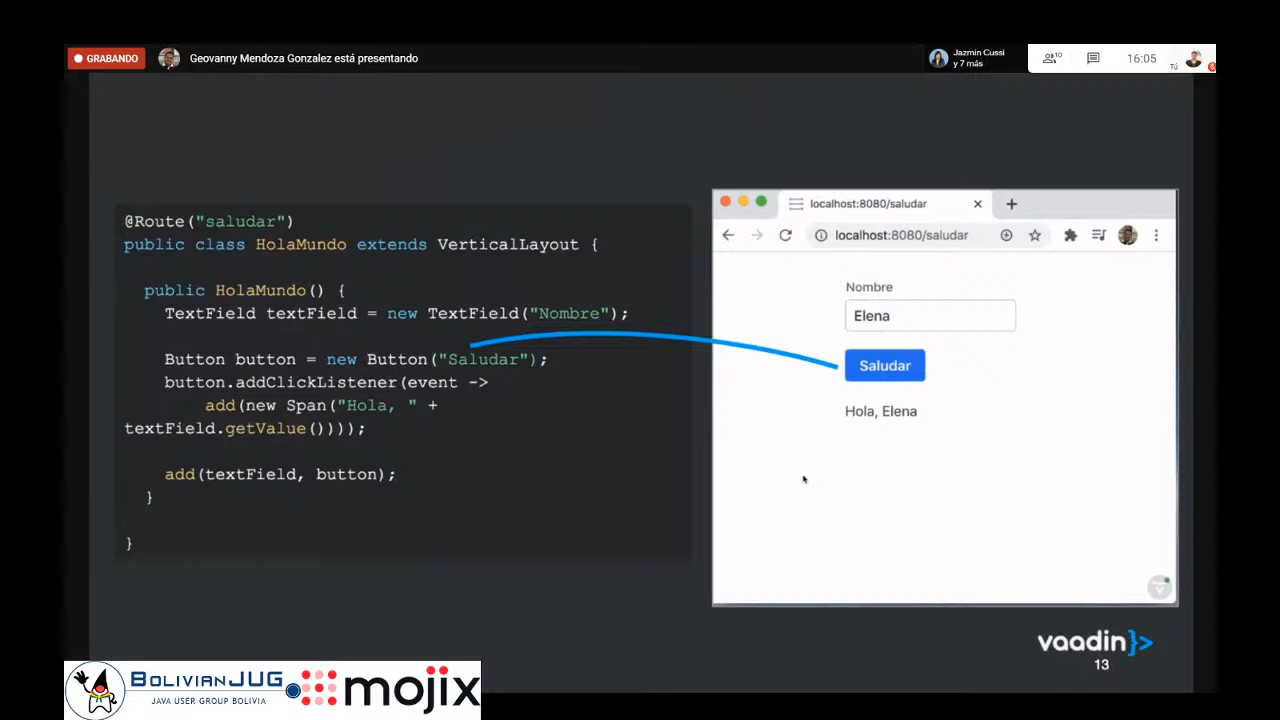 GRABANDO
Geovanny Mendoza Gonzalez está presentando
Jazmin Cussi
y 7 más
10
16:05
Tú
@Route("saludar")
public class HolaMundo extends VerticalLayout {
public HolaMundo() {
TextField textField = new TextField("Nombre");
Button button = new Button("Saludar");
button.addClickListener(event ->
add(new Span("Hola, " +
textField.getValue())));
add(textField, button);
}
}
localhost:8080/saludar
localhost:8080/saludar
Nombre
Elena
Saludar
Hola, Elena
vaadin}>
13
BOLIVIANJUG
JAVA USER GROUP BOLIVIA
mojix